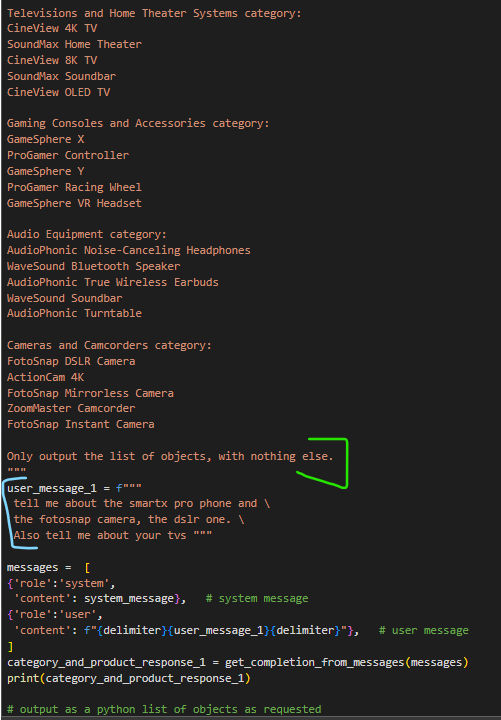 Televisions and Home Theater Systems category:
CineView 4K TV
SoundMax Home Theater
CineView 8K TV
SoundMax Soundbar
CineView OLED TV
Gaming Consoles and Accessories category:
GameSphere X
ProGamer Controller
GameSphere Y
ProGamer Racing Wheel
GameSphere VR Headset
Audio Equipment category:
AudioPhonic Noise-Canceling Headphones
WaveSound Bluetooth Speaker
AudioPhonic True Wireless Earbuds
WaveSound Soundbar
AudioPhonic Turntable
Cameras and Camcorders category:
FotoSnap DSLR Camera
ActionCam 4K
FotoSnap Mirrorless Camera
ZoomMaster Camcorder
FotoSnap Instant Camera
Only output the list of objects, with nothing else.
"""
user_message_1 = f"""
 tell me about the smartx pro phone and \
 the fotosnap camera, the dslr one. \
 Also tell me about your tvs """
messages =  [
{'role':'system',
 'content': system_message},   # system message
{'role':'user',
 'content': f"{delimiter}{user_message_1}{delimiter}"},   # user message
]
category_and_product_response_1 = get_completion_from_messages(messages)
print(category_and_product_response_1)
# output as a python list of objects as requested